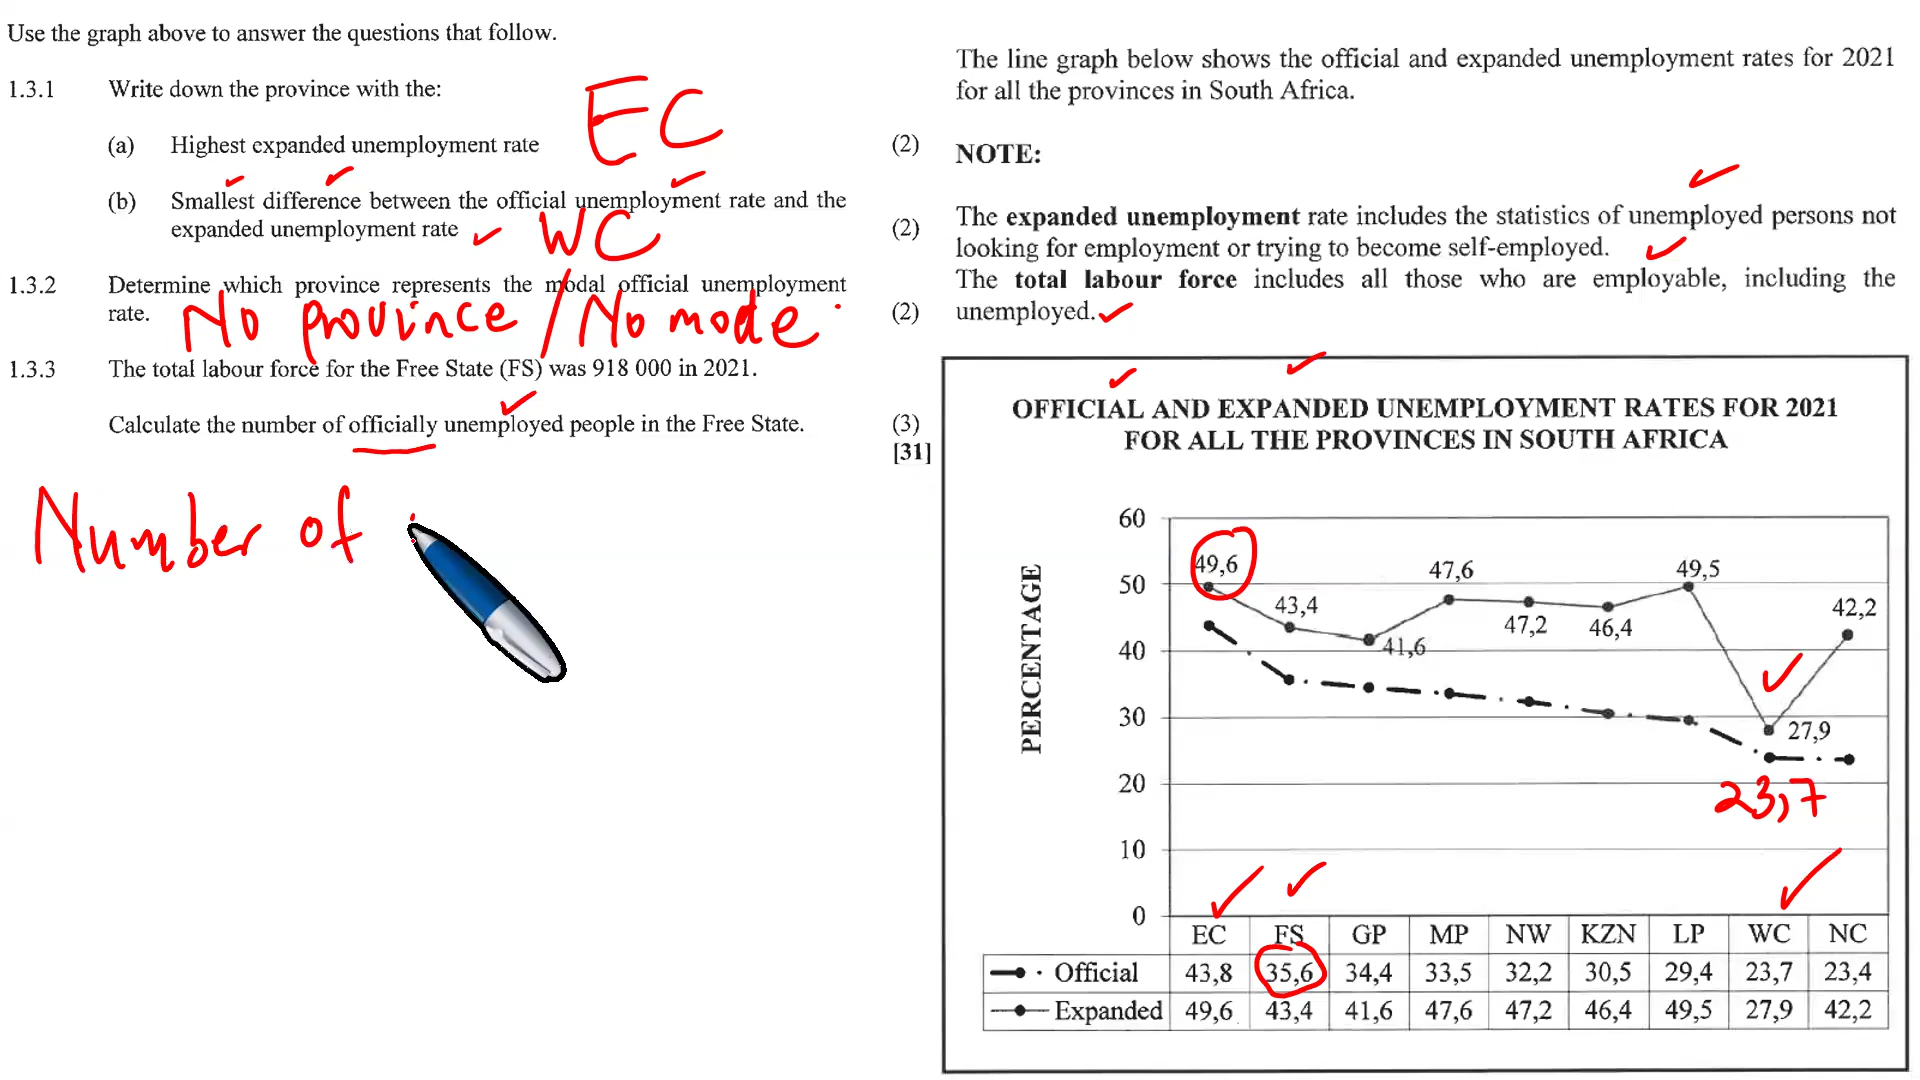 Use the graph above to answer the questions that follow.
1.3.1 Write down the province with the:
(a) Highest expanded unemployment rate (2)
EC
(b) Smallest difference between the official unemployment rate and the
expanded unemployment rate (2)
WC
1.3.2 Determine which province represents the modal official unemployment
rate. (2)
No province / No mode
1.3.3 The total labour force for the Free State (FS) was 918 000 in 2021.
Calculate the number of officially unemployed people in the Free State. (3)
[31]
Number of
The line graph below shows the official and expanded unemployment rates for 2021
for all the provinces in South Africa.
NOTE:
The expanded unemployment rate includes the statistics of unemployed persons not
looking for employment or trying to become self-employed.
The total labour force includes all those who are employable, including the
unemployed.
OFFICIAL AND EXPANDED UNEMPLOYMENT RATES FOR 2021
FOR ALL THE PROVINCES IN SOUTH AFRICA
PERCENTAGE
60
50
40
30
20
10
0
49,6
43,4
41,6
47,6
47,2
46,4
49,5
27,9
42,2
23,7
EC FS GP MP NW KZN LP WC NC
Official 43,8 35,6 34,4 33,5 32,2 30,5 29,4 23,7 23,4
Expanded 49,6 43,4 41,6 47,6 47,2 46,4 49,5 27,9 42,2